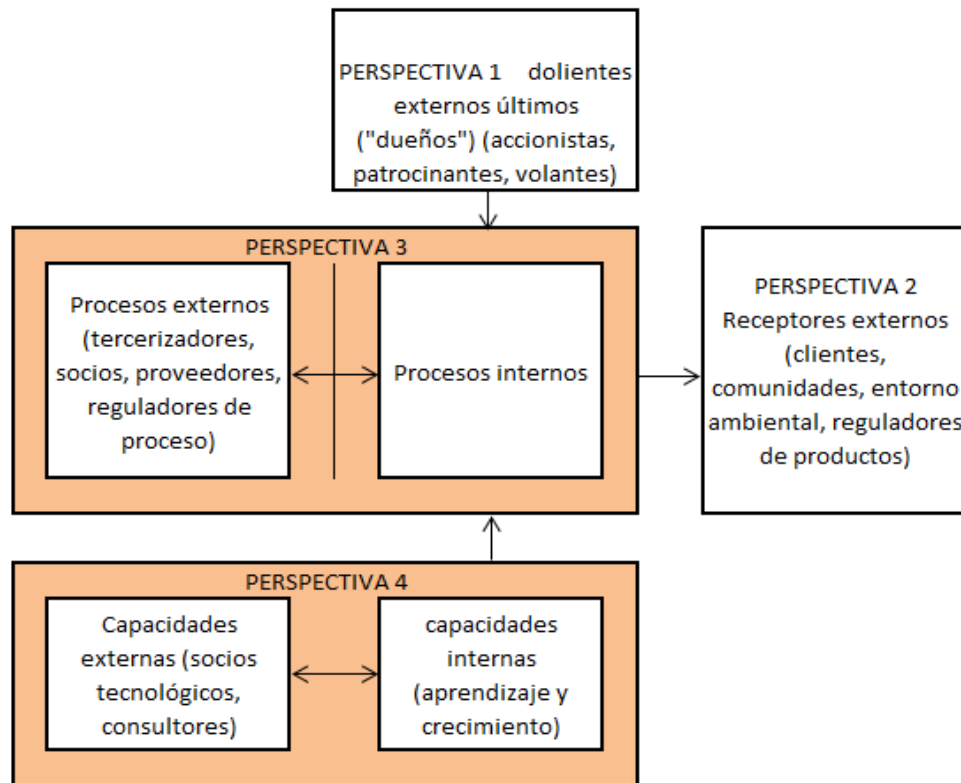 PERSPECTIVA 1 dolientes
externos últimos
("dueños") (accionistas,
patrocinantes, volantes)
PERSPECTIVA 3
Procesos externos
(tercerizadores,
socios, proveedores,
reguladores de
proceso)
Procesos internos
PERSPECTIVA 2
Receptores externos
(clientes,
comunidades, entorno
ambiental, reguladores
de productos)
PERSPECTIVA 4
Capacidades
externas (socios
tecnológicos,
consultores)
capacidades
internas
(aprendizaje y
crecimiento)